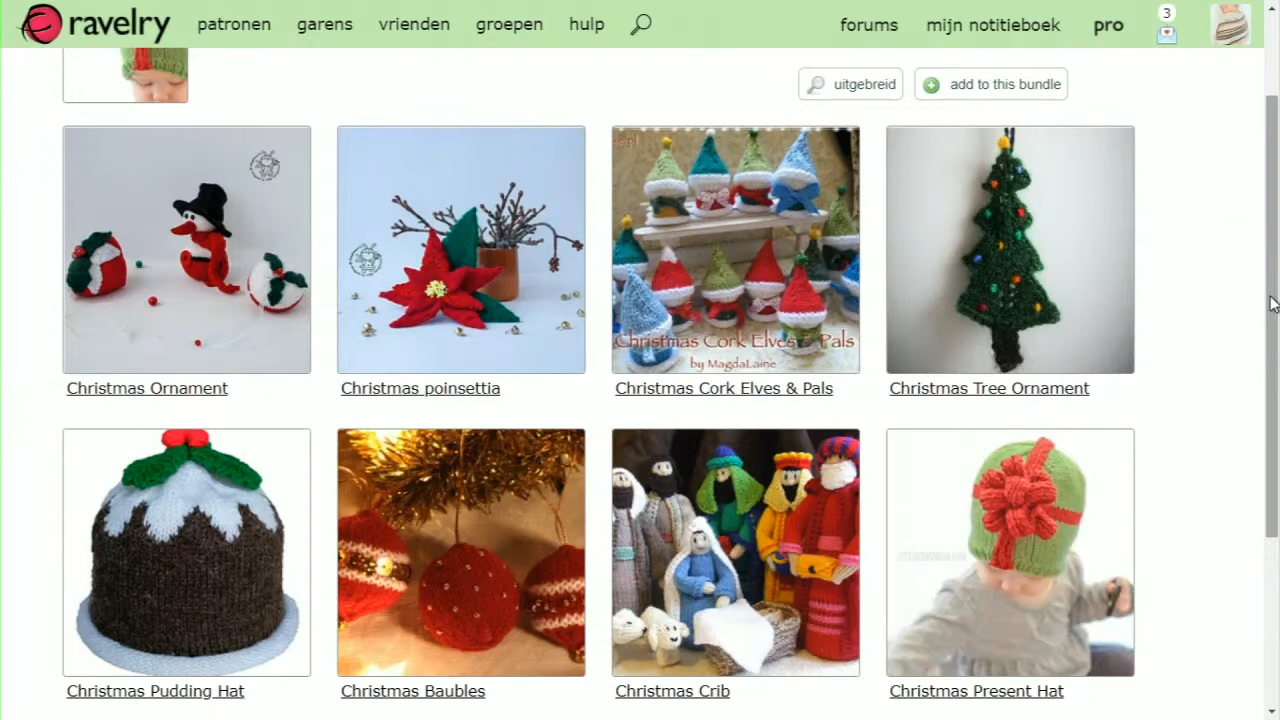 ravelry patronen garens vrienden groepen hulp forums mijn notitieboek pro 3
uitgebreid add to this bundle
Christmas Cork Elves & Pals
by MagdaLaine
Christmas Ornament Christmas poinsettia Christmas Cork Elves & Pals Christmas Tree Ornament
Christmas Pudding Hat Christmas Baubles Christmas Crib Christmas Present Hat